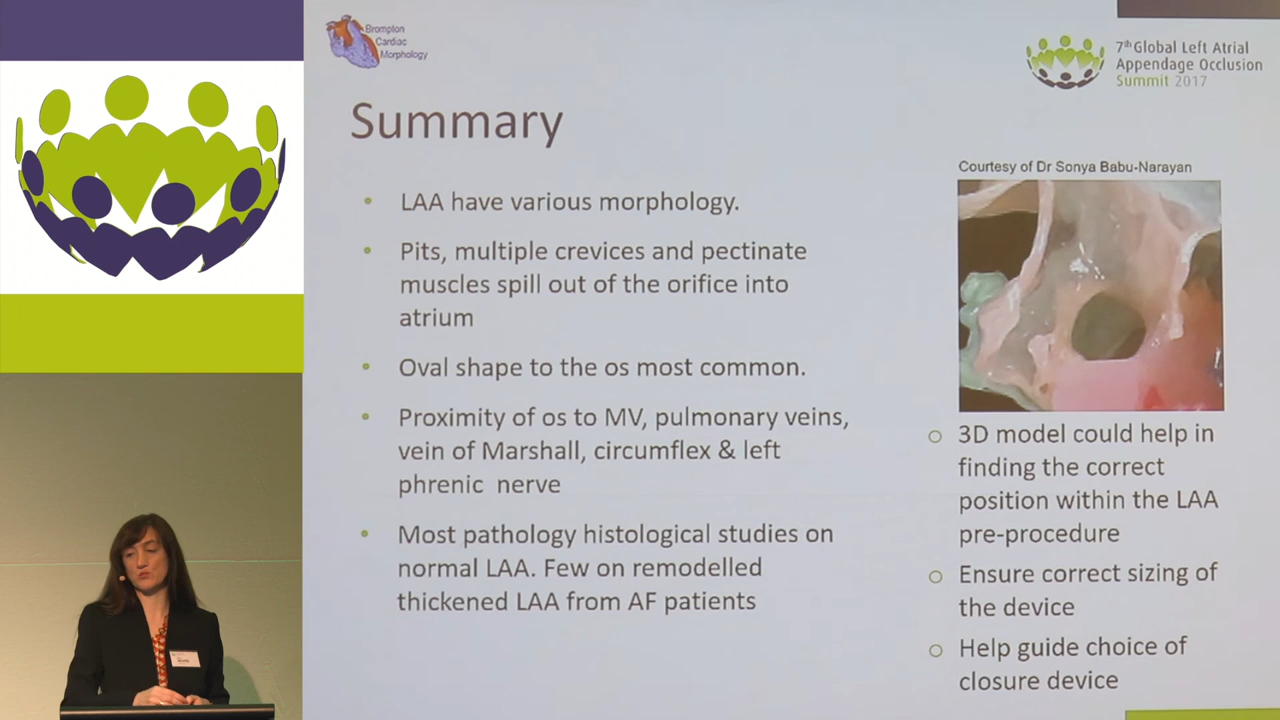 Brompton
Cardiac
Morphology
7th Global Left Atrial
Appendage Occlusion
Summit 2017
Summary
• LAA have various morphology.
• Pits, multiple crevices and pectinate
muscles spill out of the orifice into
atrium
• Oval shape to the os most common.
• Proximity of os to MV, pulmonary veins,
vein of Marshall, circumflex & left
phrenic nerve
• Most pathology histological studies on
normal LAA. Few on remodelled
thickened LAA from AF patients
Courtesy of Dr Sonya Babu-Narayan
○ 3D model could help in
finding the correct
position within the LAA
pre-procedure
○ Ensure correct sizing of
the device
○ Help guide choice of
closure device